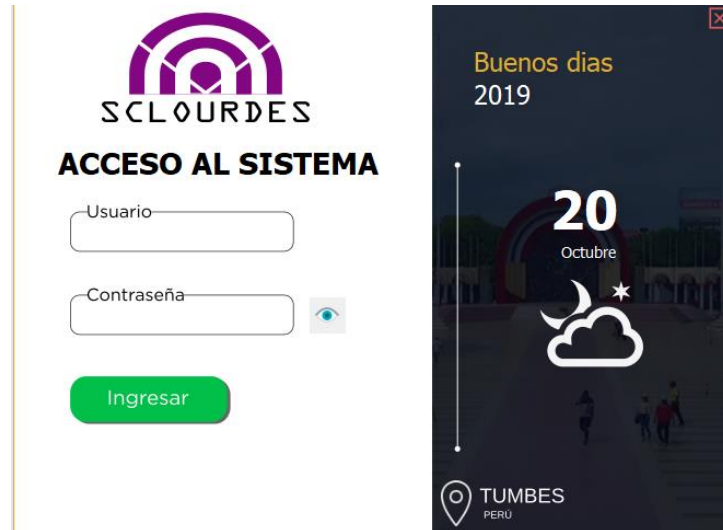 SCLOURDES
ACCESO AL SISTEMA
Usuario
Contraseña
Ingresar
Buenos dias
2019
20
Octubre
TUMBES
PERÚ